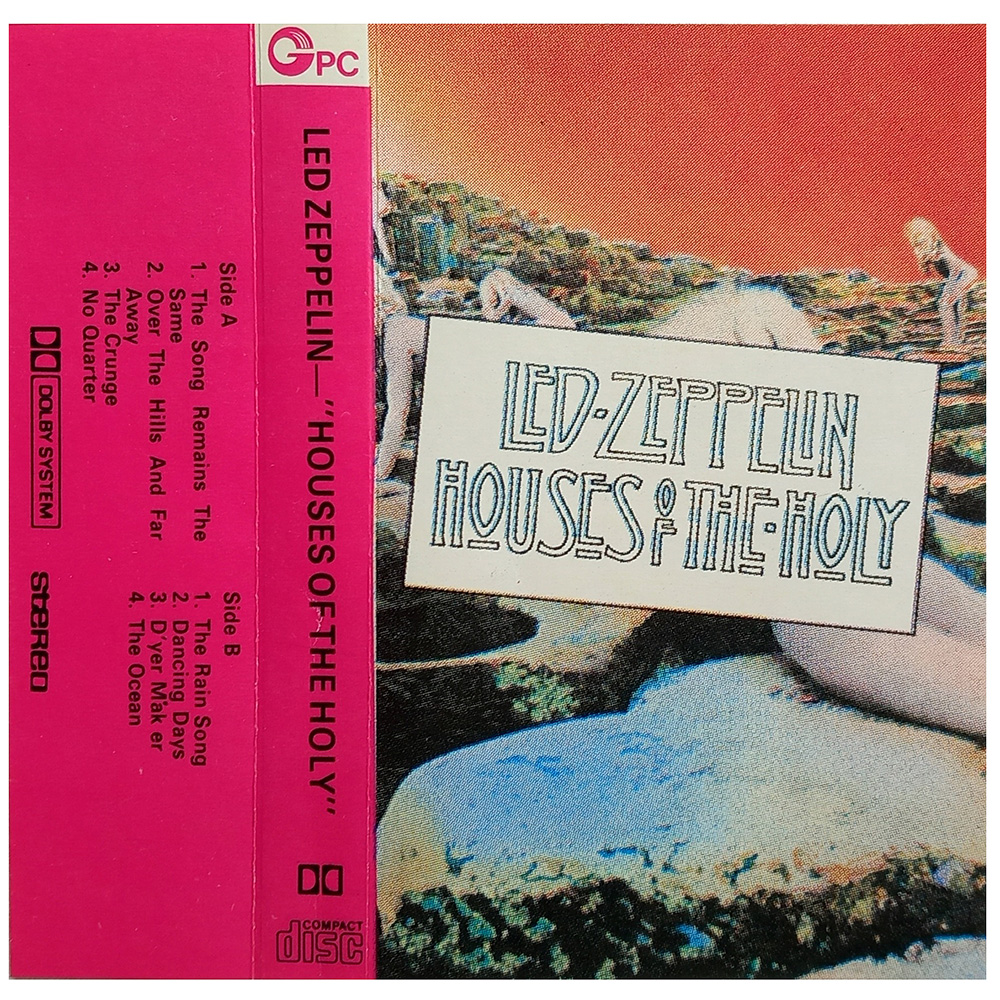 GPC
LED ZEPPELIN—"HOUSES OF THE HOLY"
COMPACT
disc
Side A
1. The Song Remains The
Same
2. Over The Hills And Far
Away
3. The Crunge
4. No Quarter
Side B
1. The Rain Song
2. Dancing Days
3. D'yer Mak er
4. The Ocean
DOLBY SYSTEM
stereo
LED·ZEPPELIN
HOUSES OF THE·HOLY